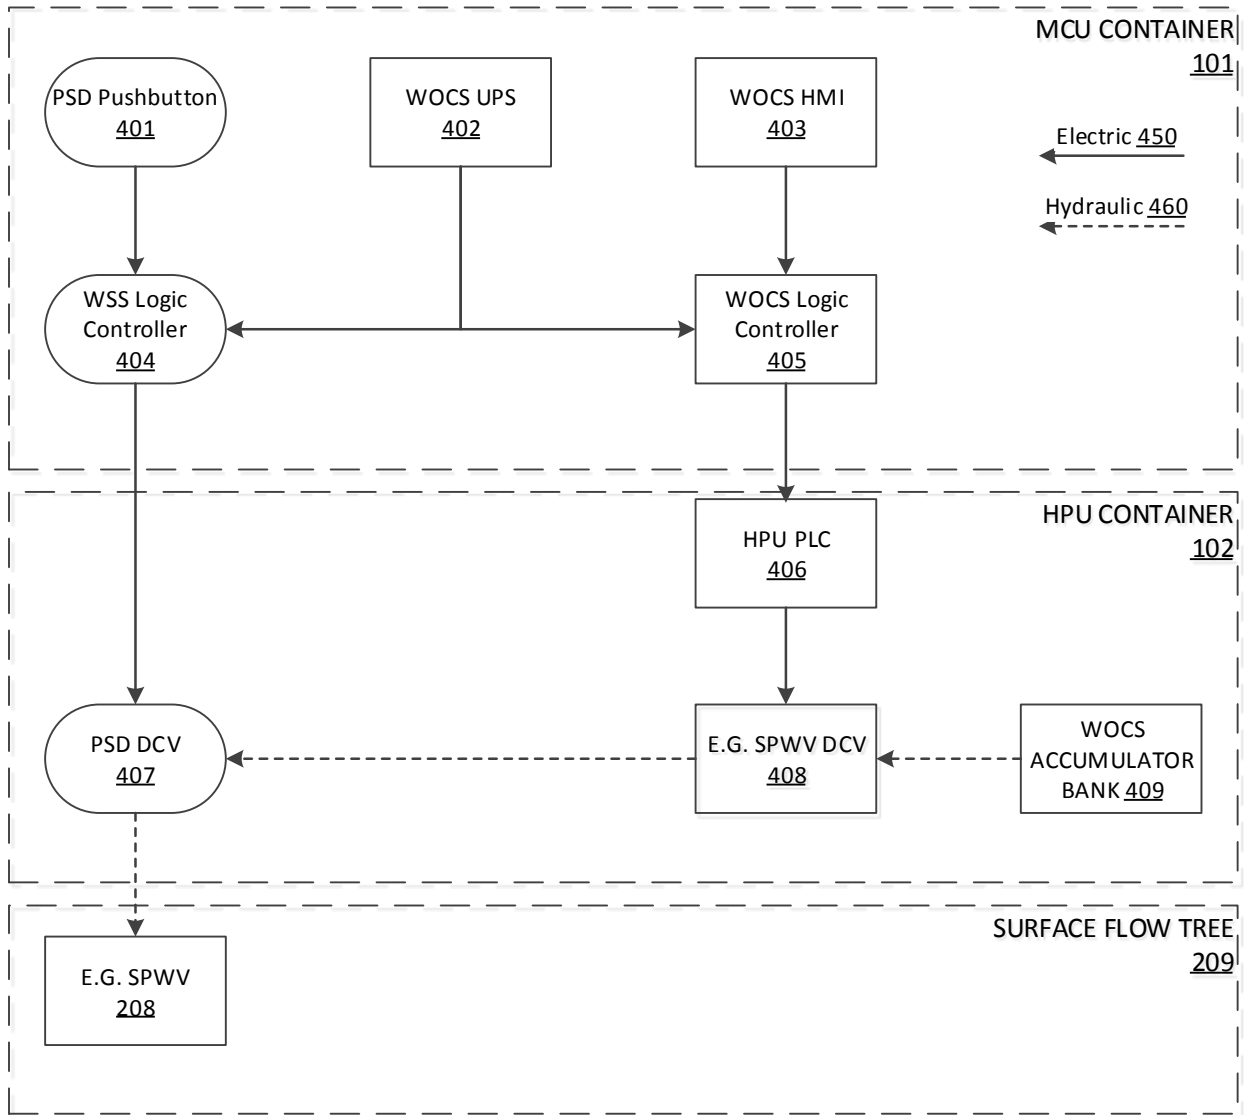 MCU CONTAINER
101
PSD Pushbutton
401
WOCS UPS
402
WOCS HMI
403
Electric 450
Hydraulic 460
WSS Logic
Controller
404
WOCS Logic
Controller
405
HPU CONTAINER
102
HPU PLC
406
PSD DCV
407
E.G. SPWV DCV
408
WOCS
ACCUMULATOR
BANK 409
SURFACE FLOW TREE
209
E.G. SPWV
208